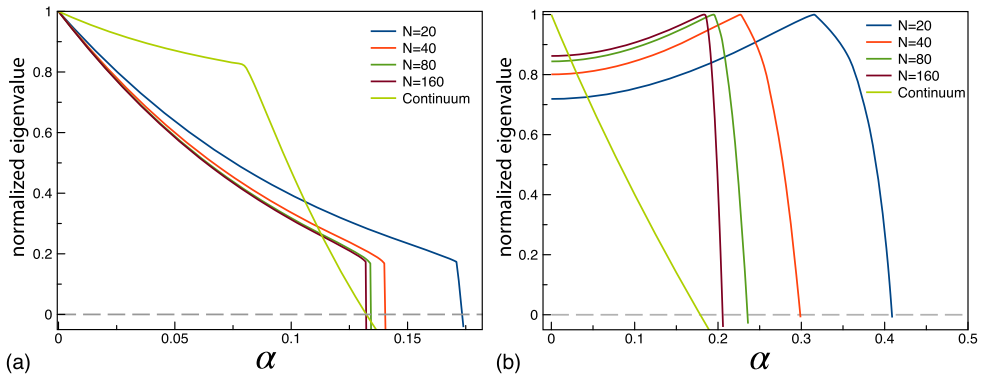 1
0.8
0.6
0.4
0.2
0
normalized eigenvalue
N=20
N=40
N=80
N=160
Continuum
0
0.05
0.1
0.15
α
(a)
1
0.8
0.6
0.4
0.2
0
normalized eigenvalue
N=20
N=40
N=80
N=160
Continuum
0
0.1
0.2
0.3
0.4
0.5
α
(b)